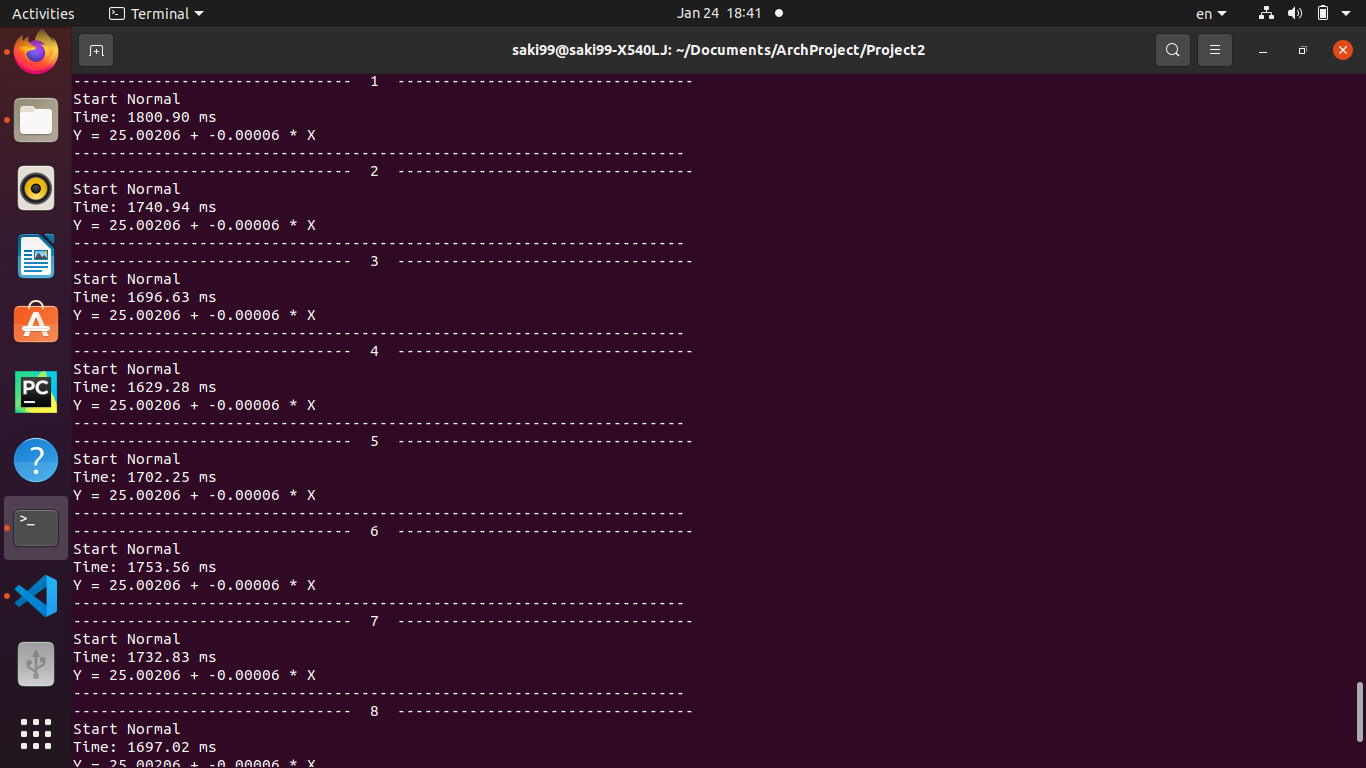 Activities
Terminal
Jan 24 18:41
en
saki99@saki99-X540LJ: ~/Documents/ArchProject/Project2
------------------------------- 1 ---------------------------------
Start Normal
Time: 1800.90 ms
Y = 25.00206 + -0.00006 * X
--------------------------------------------------------------------
------------------------------- 2 ---------------------------------
Start Normal
Time: 1740.94 ms
Y = 25.00206 + -0.00006 * X
--------------------------------------------------------------------
------------------------------- 3 ---------------------------------
Start Normal
Time: 1696.63 ms
Y = 25.00206 + -0.00006 * X
--------------------------------------------------------------------
------------------------------- 4 ---------------------------------
Start Normal
Time: 1629.28 ms
Y = 25.00206 + -0.00006 * X
--------------------------------------------------------------------
------------------------------- 5 ---------------------------------
Start Normal
Time: 1702.25 ms
Y = 25.00206 + -0.00006 * X
--------------------------------------------------------------------
------------------------------- 6 ---------------------------------
Start Normal
Time: 1753.56 ms
Y = 25.00206 + -0.00006 * X
--------------------------------------------------------------------
------------------------------- 7 ---------------------------------
Start Normal
Time: 1732.83 ms
Y = 25.00206 + -0.00006 * X
--------------------------------------------------------------------
------------------------------- 8 ---------------------------------
Start Normal
Time: 1697.02 ms
Y = 25.00206 + -0.00006 * X
PC
>_